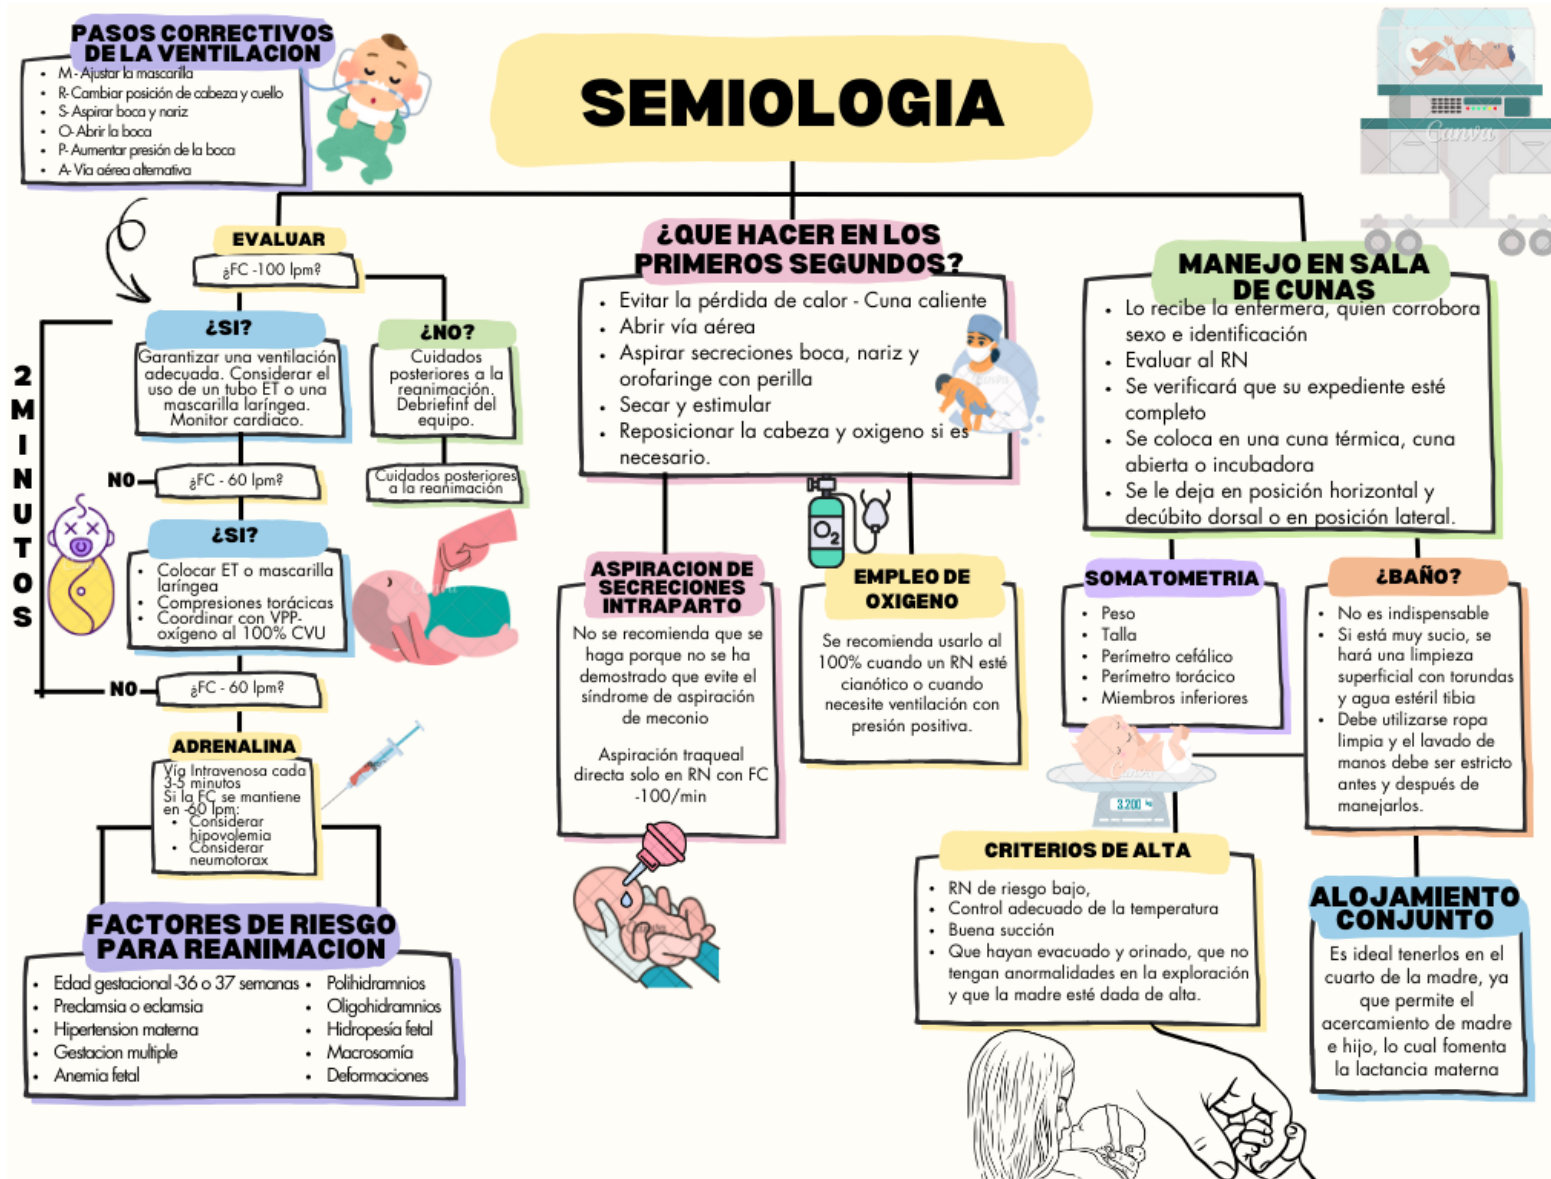 PASOS CORRECTIVOS
DE LA VENTILACION
• M- Ajustar la mascarilla
• R- Cambiar posición de cabeza y cuello
• S- Aspirar boca y nariz
• O- Abrir la boca
• P- Aumentar presión de la boca
• A- Vía aérea alternativa
SEMIOLOGIA
Canva
EVALUAR
¿FC -100 lpm?
2 MINUTOS
¿SI?
Garantizar una ventilación
adecuada. Considerar el
uso de un tubo ET o una
mascarilla laríngea.
Monitor cardiaco.
¿NO?
Cuidados
posteriores a la
reanimación.
Debriefinf del
equipo.
NO
¿FC - 60 lpm?
Cuidados posteriores
a la reanimación
¿SI?
• Colocar ET o mascarilla
laríngea
• Compresiones torácicas
• Coordinar con VPP-
oxígeno al 100% CVU
NO
¿FC - 60 lpm?
ADRENALINA
Vía Intravenosa cada
3-5 minutos
Si la FC se mantiene
en -60 lpm:
• Considerar
hipovolemia
• Considerar
neumotorax
FACTORES DE RIESGO
PARA REANIMACION
• Edad gestacional -36 o 37 semanas
• Preclamsia o eclamsia
• Hipertension materna
• Gestacion multiple
• Anemia fetal
• Polihidramnios
• Oligohidramnios
• Hidropesía fetal
• Macrosomía
• Deformaciones
¿QUE HACER EN LOS
PRIMEROS SEGUNDOS?
• Evitar la pérdida de calor - Cuna caliente
• Abrir vía aérea
• Aspirar secreciones boca, nariz y
orofaringe con perilla
• Secar y estimular
• Reposicionar la cabeza y oxigeno si es
necesario.
O2
ASPIRACION DE
SECRECIONES
INTRAPARTO
No se recomienda que se
haga porque no se ha
demostrado que evite el
síndrome de aspiración
de meconio
Aspiración traqueal
directa solo en RN con FC
-100/min
EMPLEO DE
OXIGENO
Se recomienda usarlo al
100% cuando un RN esté
cianótico o cuando
necesite ventilación con
presión positiva.
MANEJO EN SALA
DE CUNAS
• Lo recibe la enfermera, quien corrobora
sexo e identificación
• Evaluar al RN
• Se verificará que su expediente esté
completo
• Se coloca en una cuna térmica, cuna
abierta o incubadora
• Se le deja en posición horizontal y
decúbito dorsal o en posición lateral.
SOMATOMETRIA
• Peso
• Talla
• Perímetro cefálico
• Perímetro torácico
• Miembros inferiores
Canva
3.200 kg
¿BAÑO?
• No es indispensable
• Si está muy sucio, se
hará una limpieza
superficial con torundas
y agua estéril tibia
• Debe utilizarse ropa
limpia y el lavado de
manos debe ser estricto
antes y después de
manejarlos.
CRITERIOS DE ALTA
• RN de riesgo bajo,
• Control adecuado de la temperatura
• Buena succión
• Que hayan evacuado y orinado, que no
tengan anormalidades en la exploración
y que la madre esté dada de alta.
ALOJAMIENTO
CONJUNTO
Es ideal tenerlos en el
cuarto de la madre, ya
que permite el
acercamiento de madre
e hijo, lo cual fomenta
la lactancia materna